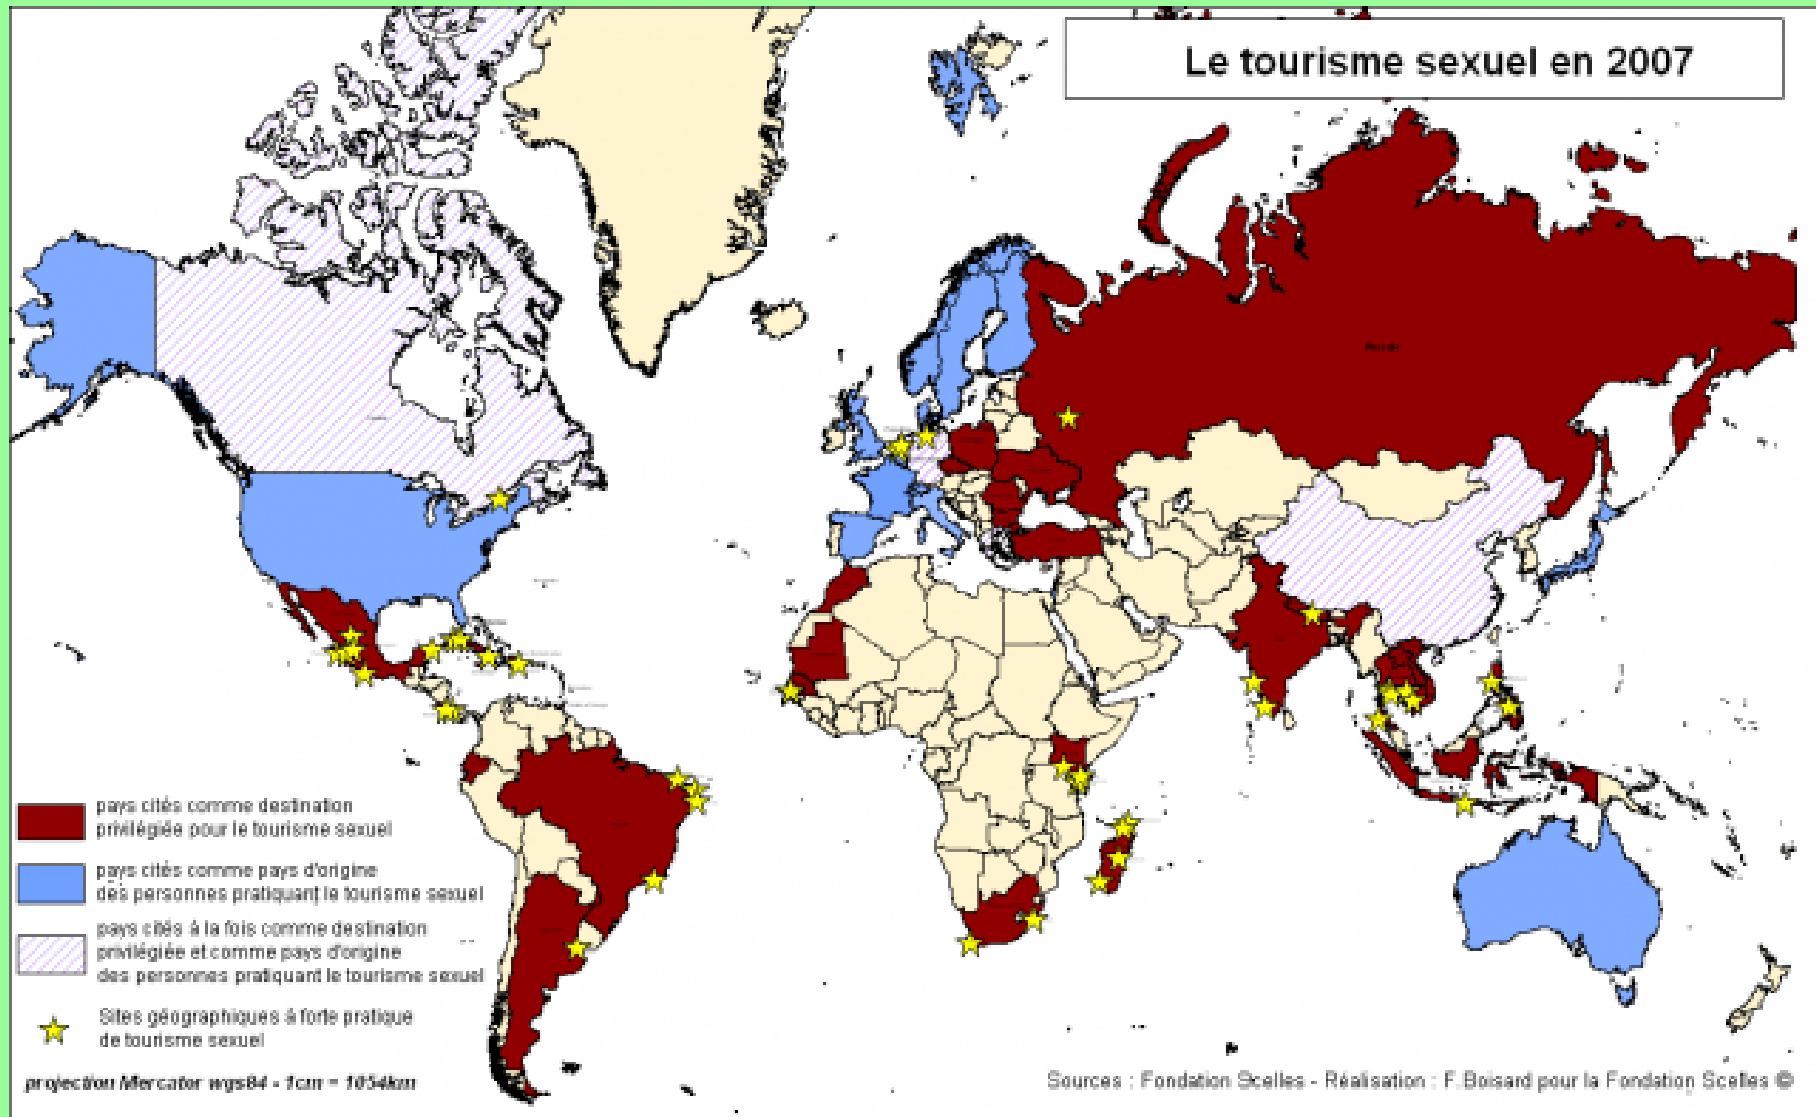 Le tourisme sexuel en 2007
Russie
pays cités comme destination
privilégiée pour le tourisme sexuel
pays cités comme pays d'origine
des personnes pratiquant le tourisme sexuel
pays cités à la fois comme destination
privilégiée et comme pays d'origine
des personnes pratiquant le tourisme sexuel
Sites géographiques à forte pratique
de tourisme sexuel
projection Mercator wgs84 - 1cm = 1054km
Sources : Fondation Scelles - Réalisation : F.Boisard pour la Fondation Scelles ©